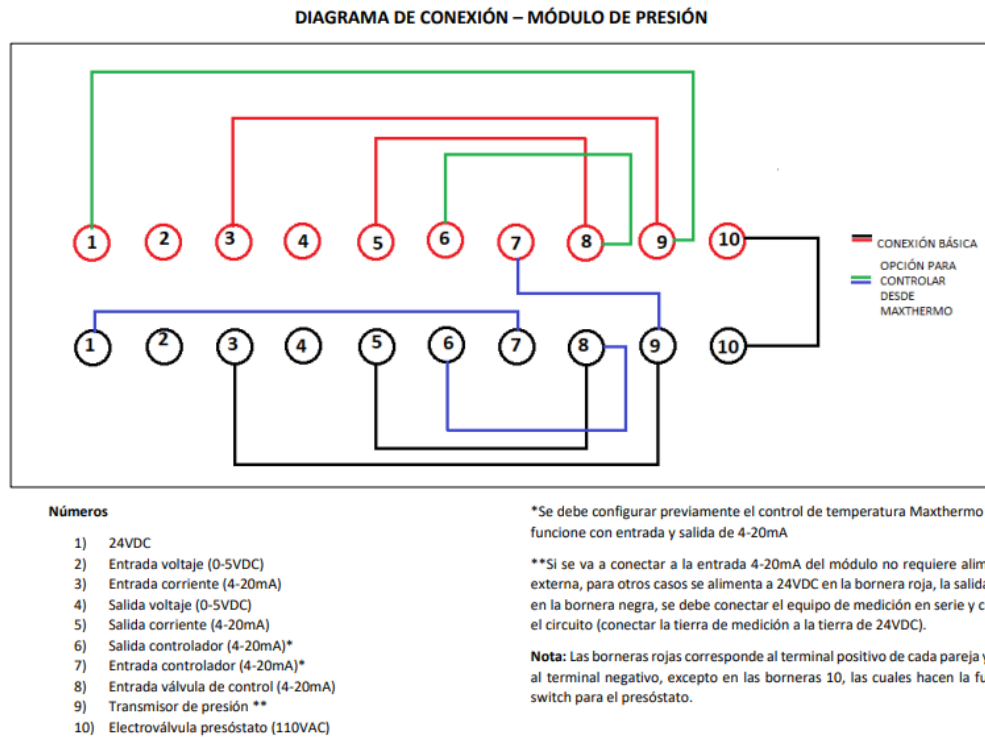 DIAGRAMA DE CONEXIÓN – MÓDULO DE PRESIÓN
1 2 3 4 5 6 7 8 9 10
1 2 3 4 5 6 7 8 9 10
CONEXIÓN BÁSICA
OPCIÓN PARA
CONTROLAR
DESDE
MAXTHERMO
Números
1) 24VDC
2) Entrada voltaje (0-5VDC)
3) Entrada corriente (4-20mA)
4) Salida voltaje (0-5VDC)
5) Salida corriente (4-20mA)
6) Salida controlador (4-20mA)*
7) Entrada controlador (4-20mA)*
8) Entrada válvula de control (4-20mA)
9) Transmisor de presión **
10) Electroválvula presóstato (110VAC)
*Se debe configurar previamente el control de temperatura Maxthermo
funcione con entrada y salida de 4-20mA
**Si se va a conectar a la entrada 4-20mA del módulo no requiere alim
externa, para otros casos se alimenta a 24VDC en la bornera roja, la salida
en la bornera negra, se debe conectar el equipo de medición en serie y c
el circuito (conectar la tierra de medición a la tierra de 24VDC).
Nota: Las borneras rojas corresponde al terminal positivo de cada pareja y
al terminal negativo, excepto en las borneras 10, las cuales hacen la fu
switch para el presóstato.